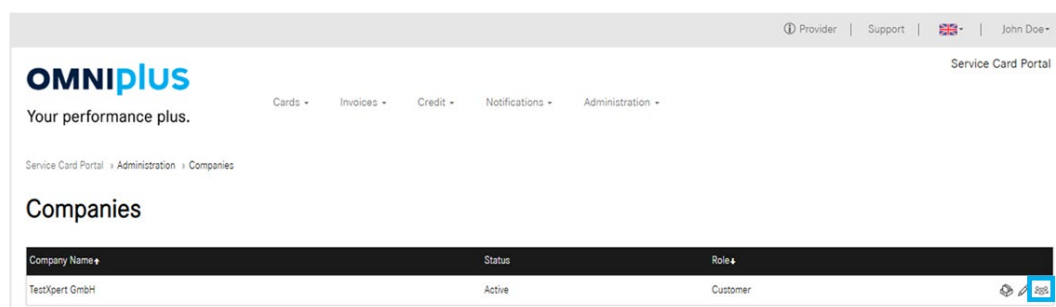 Provider | Support | | John Doe
Service Card Portal
OMNIplus
Your performance plus.
Cards Invoices Credit Notifications Administration
Service Card Portal › Administration › Companies
Companies
Company Name Status Role
TestXpert GmbH Active Customer